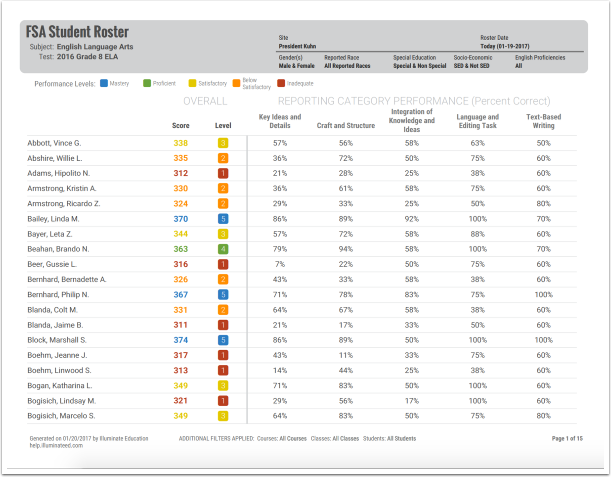 FSA Student Roster
Subject: English Language Arts
Test: 2016 Grade 8 ELA
Site
President Kuhn
Roster Date
Today (01-19-2017)
Gender(s)
Male & Female
Reported Race
All Reported Races
Special Education
Special & Non Special
Socio-Economic
SED & Not SED
English Proficiencies
All
Performance Levels: Mastery Proficient Satisfactory Below Satisfactory Inadequate
OVERALL REPORTING CATEGORY PERFORMANCE (Percent Correct)
Score Level Key Ideas and Details Craft and Structure Integration of Knowledge and Ideas Language and Editing Task Text-Based Writing
Abbott, Vince G. 338 3 57% 56% 58% 63% 50%
Abshire, Willie L. 335 2 36% 72% 50% 75% 60%
Adams, Hipolito N. 312 1 21% 28% 25% 38% 60%
Armstrong, Kristin A. 330 2 36% 61% 58% 75% 60%
Armstrong, Ricardo Z. 324 2 29% 33% 25% 50% 80%
Bailey, Linda M. 370 5 86% 89% 92% 100% 70%
Bayer, Leta Z. 344 3 57% 72% 58% 88% 60%
Beahan, Brando N. 363 4 79% 94% 58% 100% 70%
Beer, Gussie L. 316 1 7% 22% 50% 75% 60%
Bernhard, Bernadette A. 326 2 43% 33% 58% 38% 60%
Bernhard, Philip N. 367 5 71% 78% 83% 75% 100%
Blanda, Colt M. 331 2 64% 67% 58% 38% 60%
Blanda, Jaime B. 311 1 21% 17% 33% 50% 60%
Block, Marshall S. 374 5 86% 89% 50% 100% 100%
Boehm, Jeanne J. 317 1 43% 11% 33% 75% 60%
Boehm, Linwood S. 313 1 14% 44% 25% 38% 60%
Bogan, Katharina L. 349 3 71% 83% 50% 100% 60%
Bogisich, Lindsay M. 321 1 29% 56% 17% 100% 60%
Bogisich, Marcelo S. 349 3 64% 83% 50% 75% 80%
Generated on 01/20/2017 by Illuminate Education
help.illuminateed.com
ADDITIONAL FILTERS APPLIED: Courses: All Courses Classes: All Classes Students: All Students
Page 1 of 15